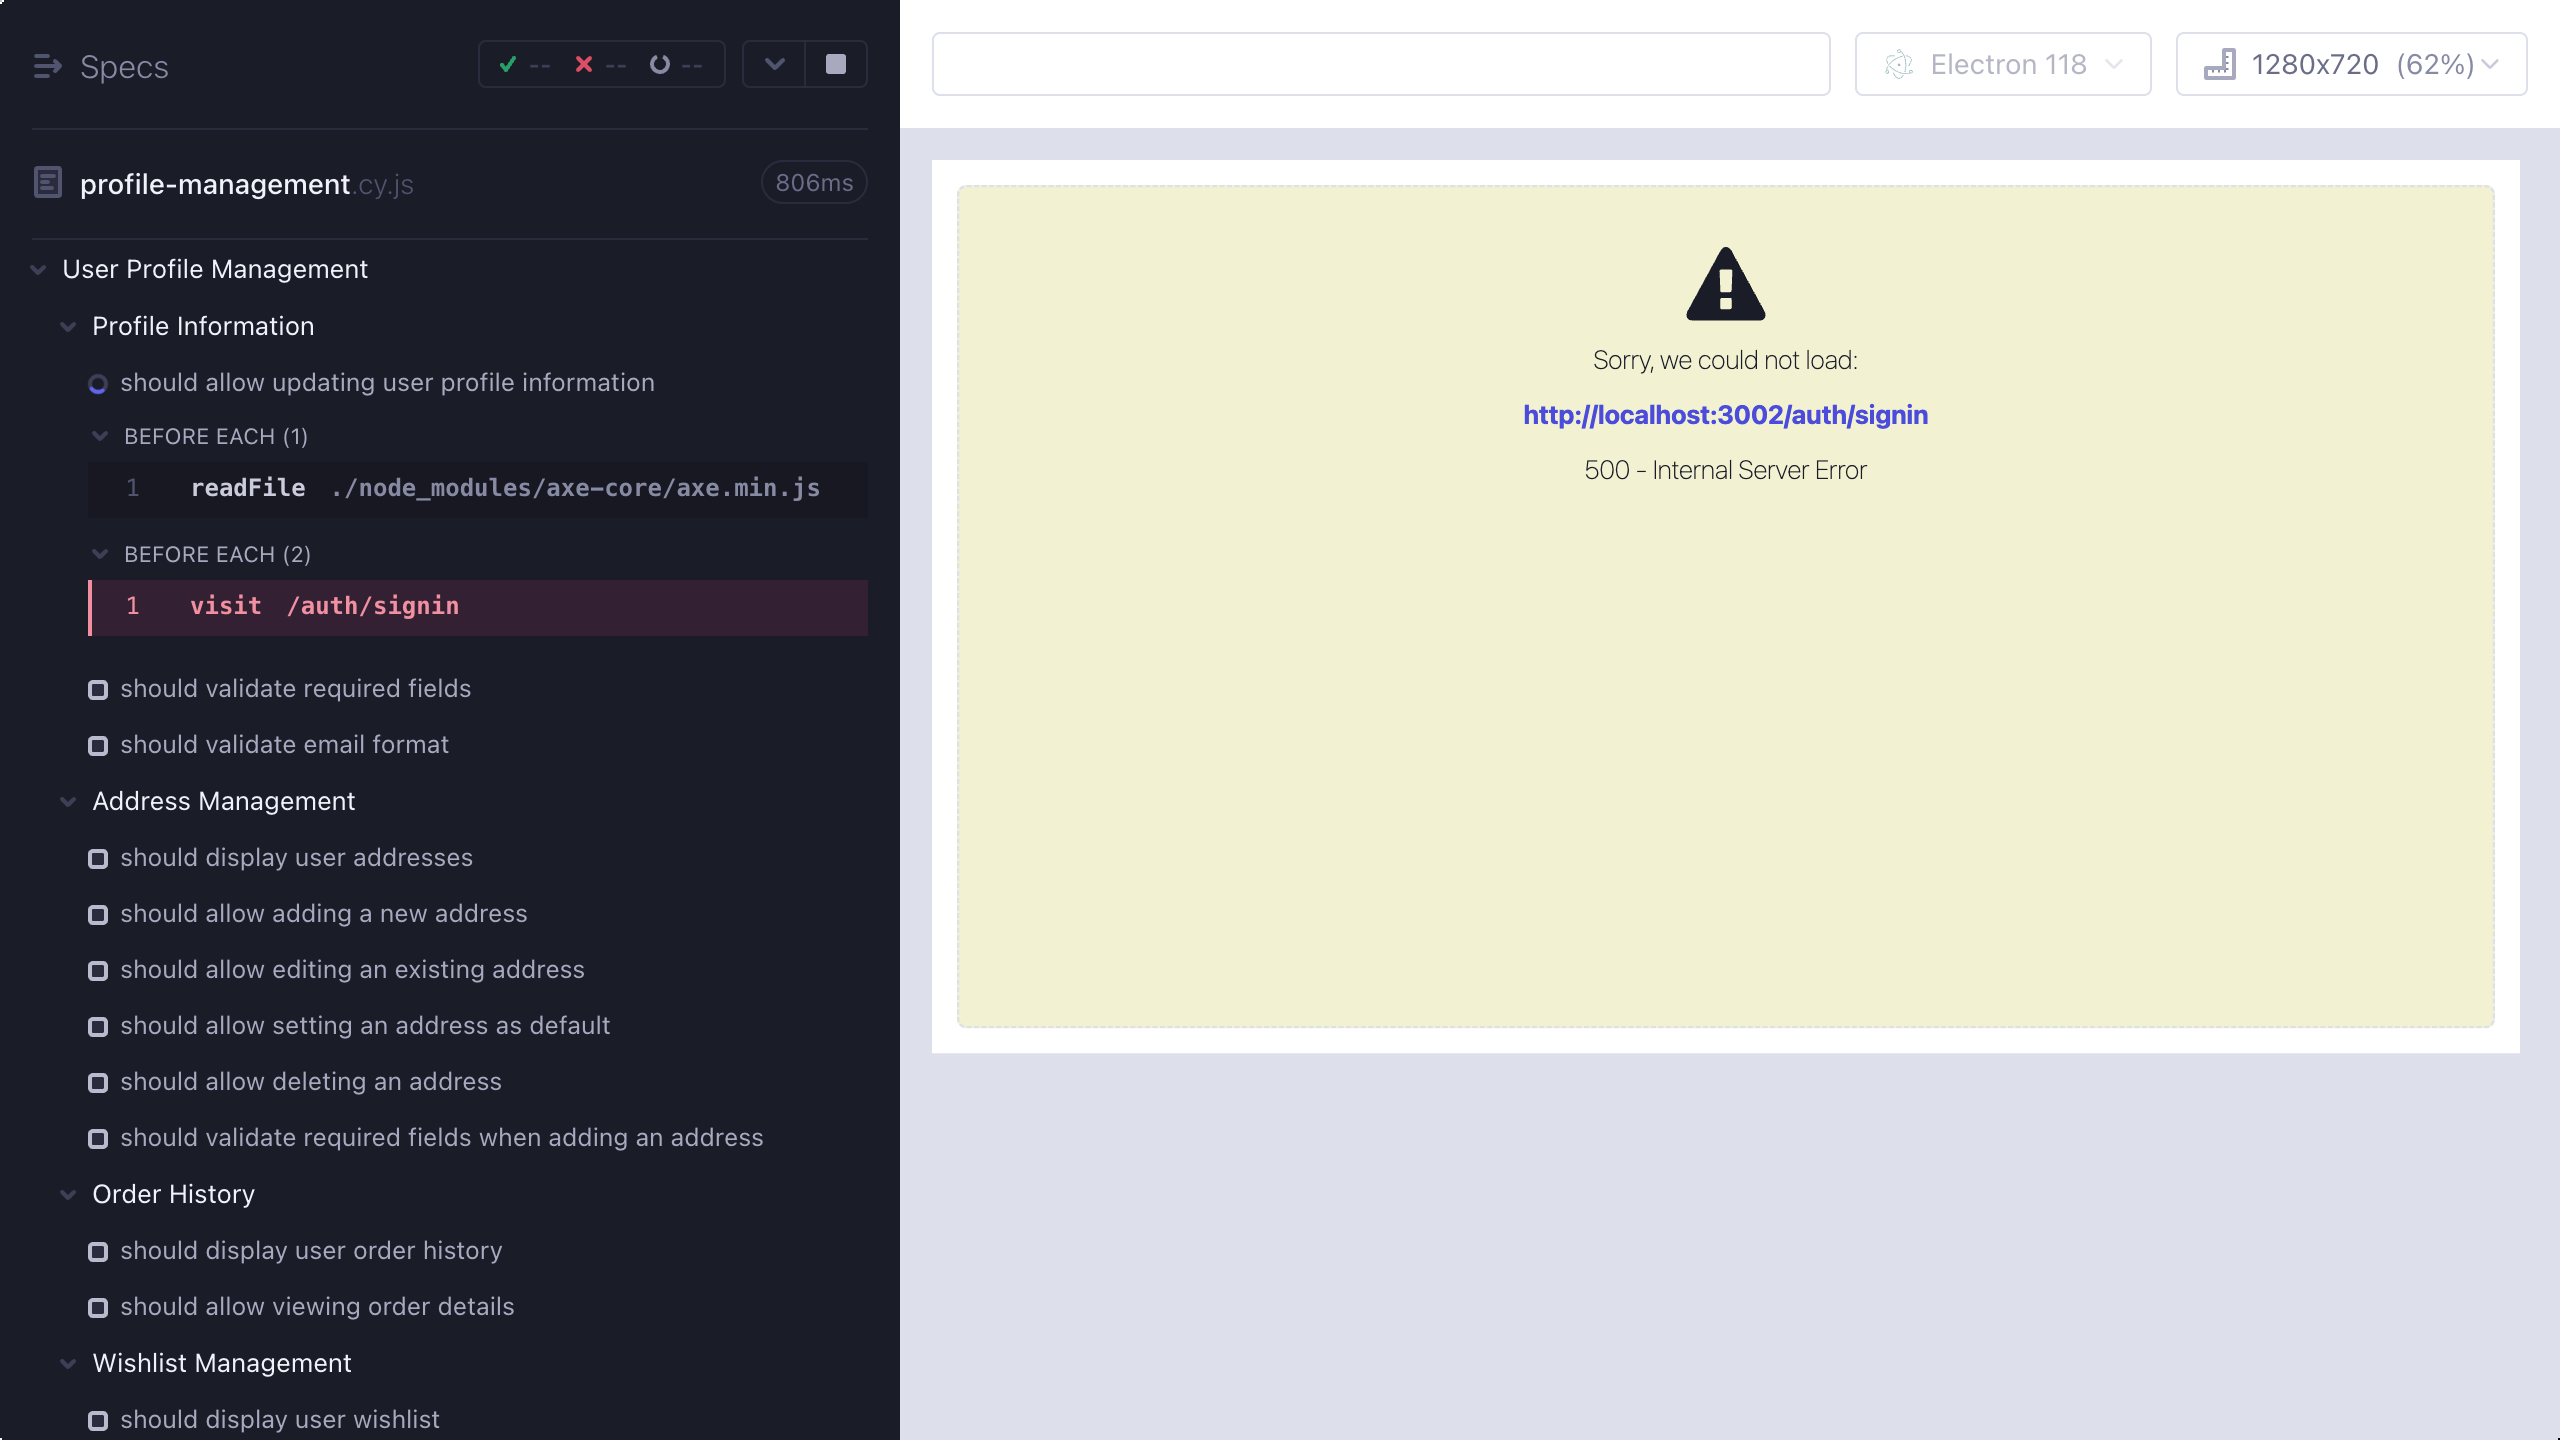 Specs
-- -- --
profile-management.cy.js
806ms
User Profile Management
Profile Information
should allow updating user profile information
BEFORE EACH (1)
1 readFile ./node_modules/axe-core/axe.min.js
BEFORE EACH (2)
1 visit /auth/signin
should validate required fields
should validate email format
Address Management
should display user addresses
should allow adding a new address
should allow editing an existing address
should allow setting an address as default
should allow deleting an address
should validate required fields when adding an address
Order History
should display user order history
should allow viewing order details
Wishlist Management
should display user wishlist
Electron 118
1280x720 (62%)
Sorry, we could not load:
http://localhost:3002/auth/signin
500 - Internal Server Error